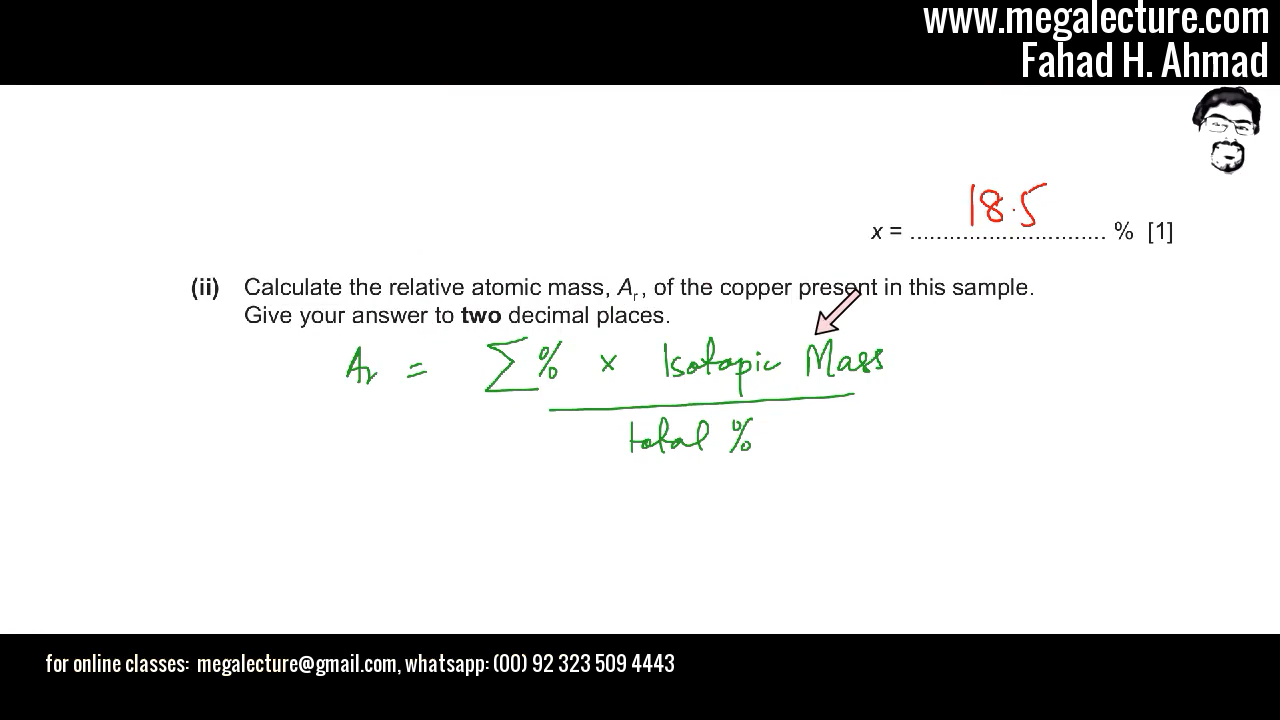 www.megalecture.com
Fahad H. Ahmad
18.5
x = .............................. % [1]
(ii) Calculate the relative atomic mass, Ar, of the copper present in this sample.
Give your answer to two decimal places.
Ar = Σ % × Isotopic Mass
total %
for online classes: megalecture@gmail.com, whatsapp: (00) 92 323 509 4443